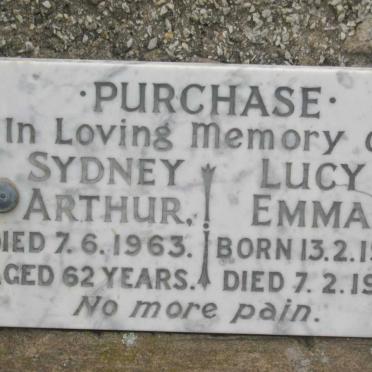 ·PURCHASE·
In Loving Memory
SYDNEY LUCY
ARTHUR, EMMA
DIED 7.6.1963. BORN 13.2.
AGED 62 YEARS. DIED 7.2.
No more pain.